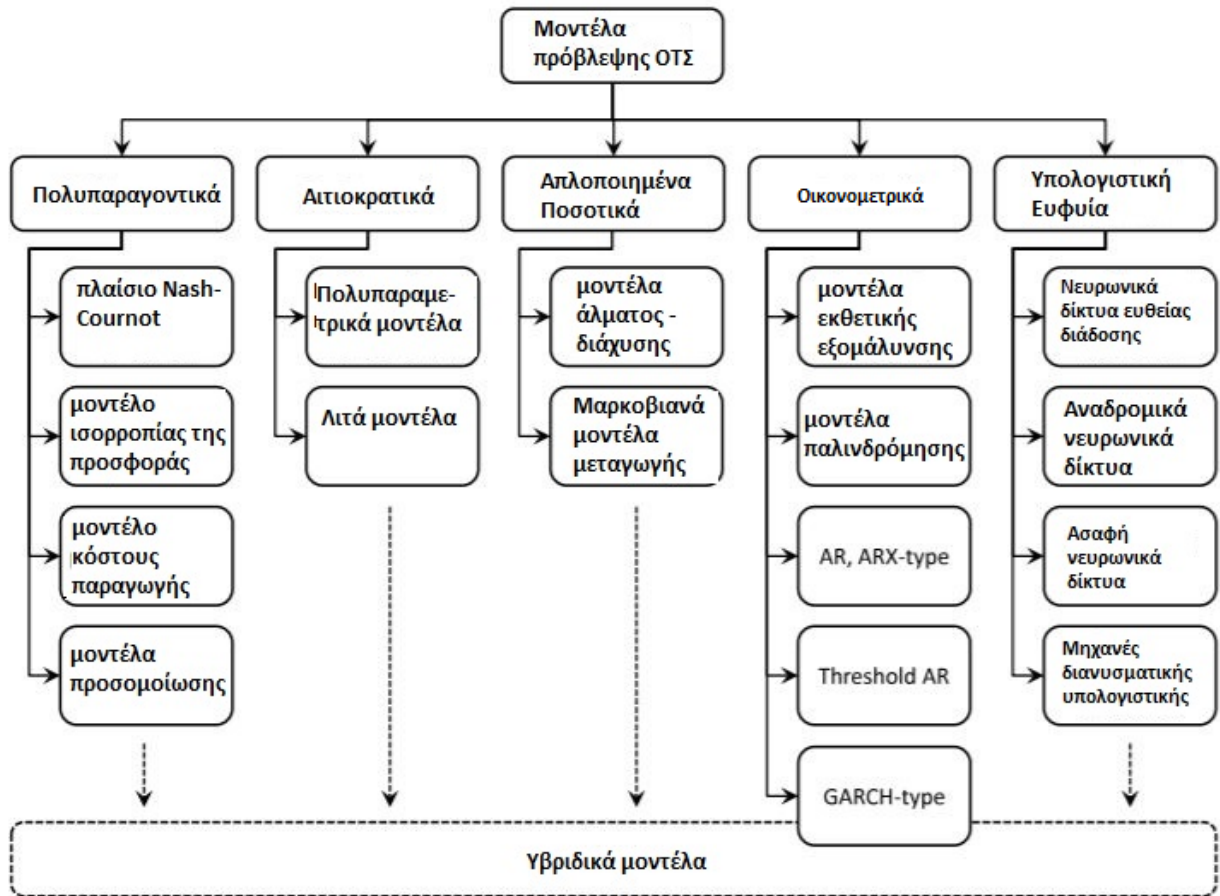 Μοντέλα
πρόβλεψης ΟΤΣ
Πολυπαραγοντικά
Αιτιοκρατικά
Απλοποιημένα
Ποσοτικά
Οικονομετρικά
Υπολογιστική
Ευφυία
πλαίσιο Nash-
Cournot
μοντέλο
ισορροπίας της
προσφοράς
μοντέλο
κόστους
παραγωγής
μοντέλα
προσομοίωσης
Πολυπαραμε-
τρικά μοντέλα
Λιτά μοντέλα
μοντέλα
άλματος -
διάχυσης
Μαρκοβιανά
μοντέλα
μεταγωγής
μοντέλα
εκθετικής
εξομάλυνσης
μοντέλα
παλινδρόμησης
AR, ARX-type
Threshold AR
GARCH-type
Νευρωνικά
δίκτυα ευθείας
διάδοσης
Αναδρομικά
νευρωνικά
δίκτυα
Ασαφή
νευρωνικά
δίκτυα
Μηχανές
διανυσματικής
υπολογιστικής
Υβριδικά μοντέλα